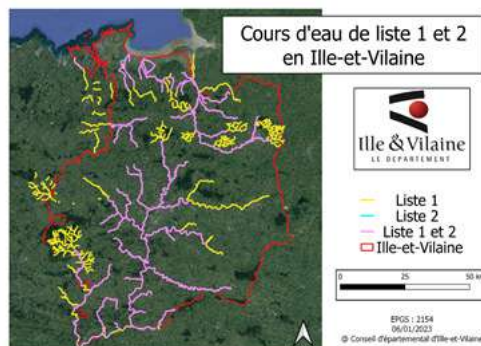 Cours d'eau de liste 1 et 2
en Ille-et-Vilaine
Ille & Vilaine
LE DÉPARTEMENT
Liste 1
Liste 2
Liste 1 et 2
Ille-et-Vilaine
0 25 50 km
EPGS : 2154
06/01/2023
@ Conseil d'épartemental d'Ille-et-Vilaine